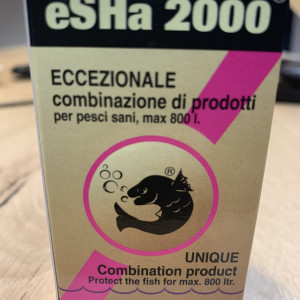 eSHa 2000®
ECCEZIONALE
combinazione di prodotti
per pesci sani, max 800 l.
®
UNIQUE
Combination product
Protect the fish for max. 800 ltr.